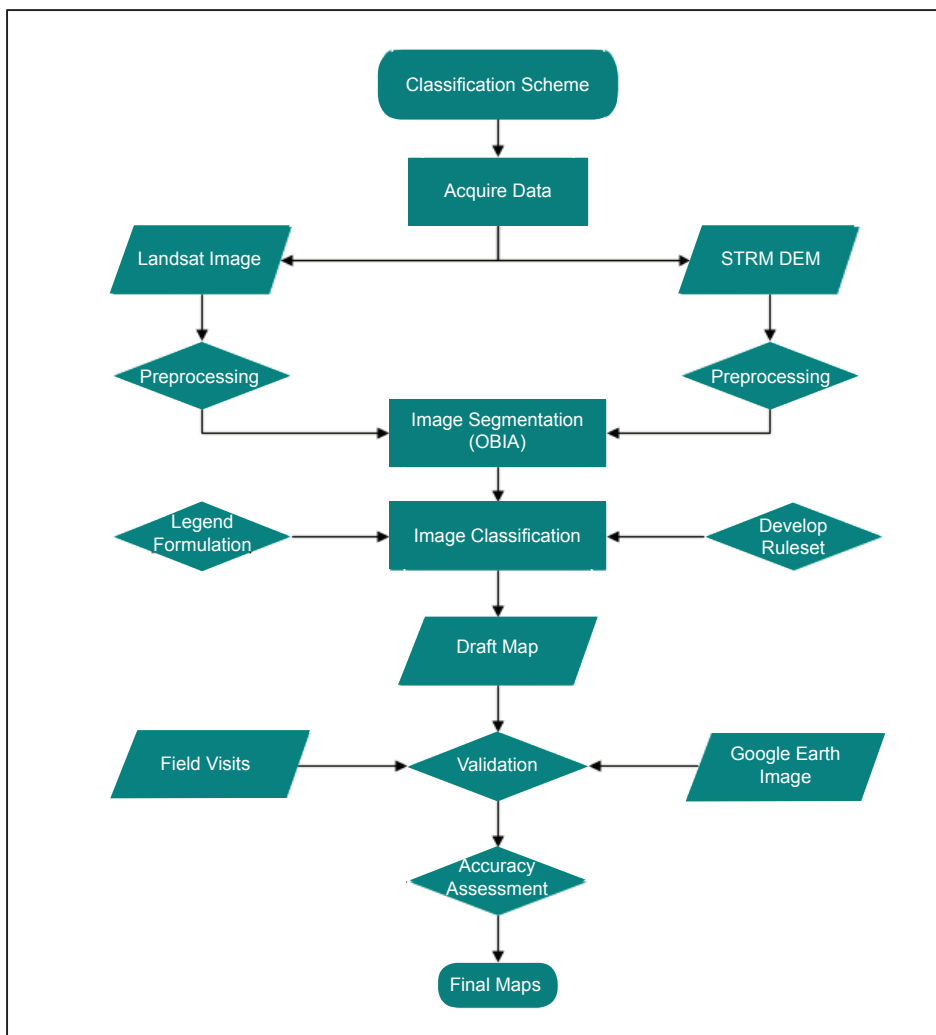 Classification Scheme
Acquire Data
Landsat Image
STRM DEM
Preprocessing
Preprocessing
Image Segmentation
(OBIA)
Legend
Formulation
Image Classification
Develop
Ruleset
Draft Map
Field Visits
Validation
Google Earth
Image
Accuracy
Assessment
Final Maps